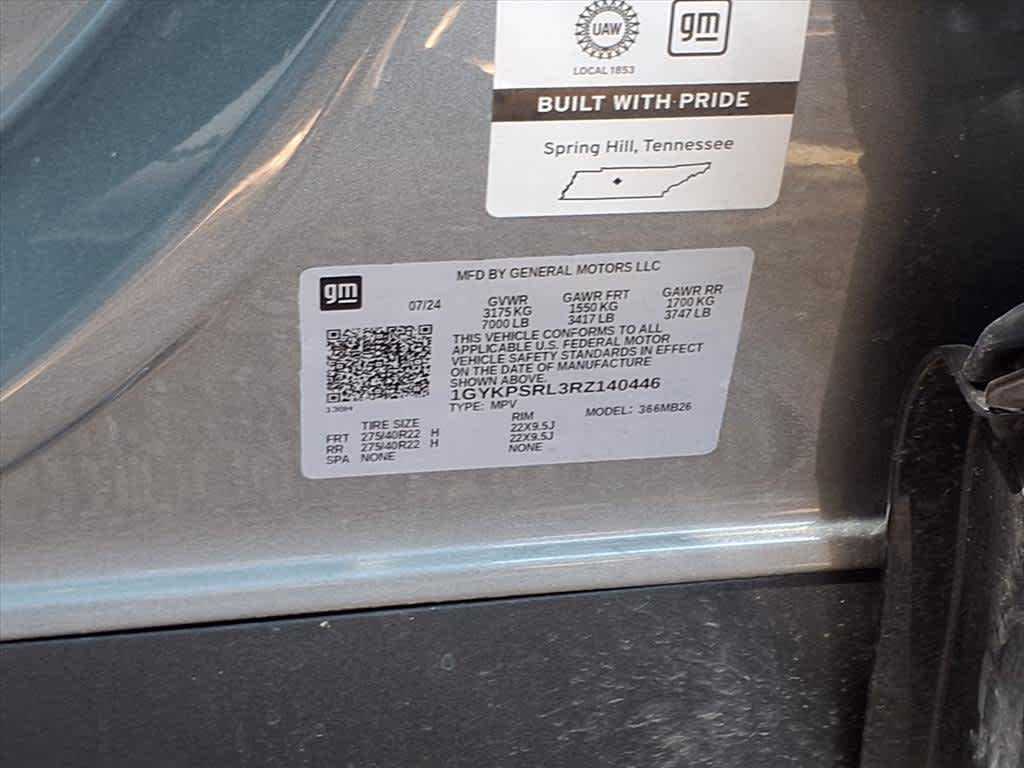 UAW
gm
LOCAL 1853
BUILT WITH PRIDE
Spring Hill, Tennessee
gm
MFD BY GENERAL MOTORS LLC
07/24
GVWR GAWR FRT GAWR RR
3175 KG 1550 KG 1700 KG
7000 LB 3417 LB 3747 LB
THIS VEHICLE CONFORMS TO ALL
APPLICABLE U.S. FEDERAL MOTOR
VEHICLE SAFETY STANDARDS IN EFFECT
ON THE DATE OF MANUFACTURE
SHOWN ABOVE.
1GYKPSRL3RZ140446
TYPE: MPV MODEL: 366MB26
130H
TIRE SIZE RIM
FRT 275/40R22 H 22X9.5J
RR 275/40R22 H 22X9.5J
SPA NONE NONE